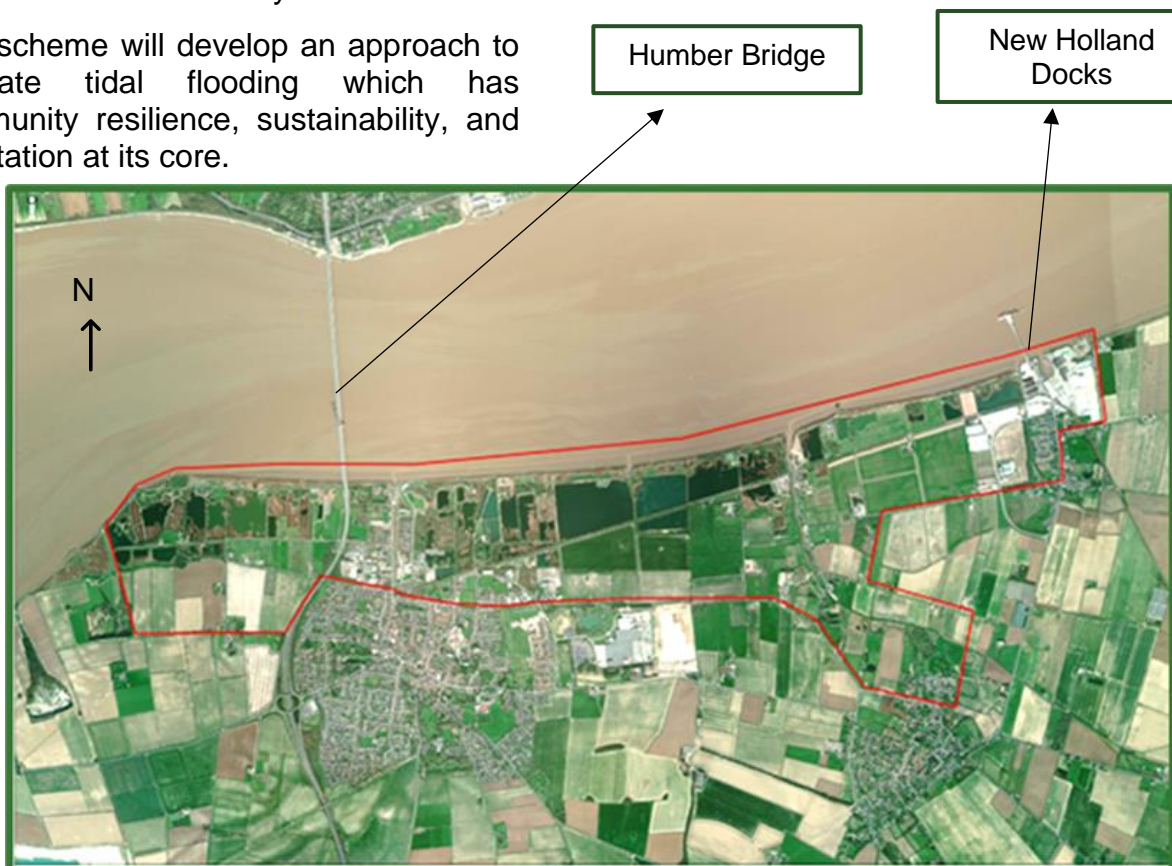 scheme will develop an approach to
ate tidal flooding which has
munity resilience, sustainability, and
tation at its core.
Humber Bridge
New Holland
Docks
N